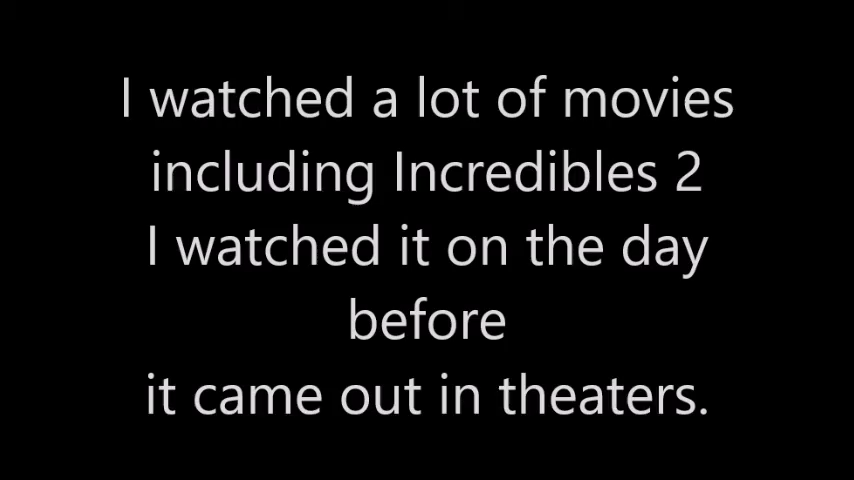 I watched a lot of movies
including Incredibles 2
I watched it on the day
before
it came out in theaters.